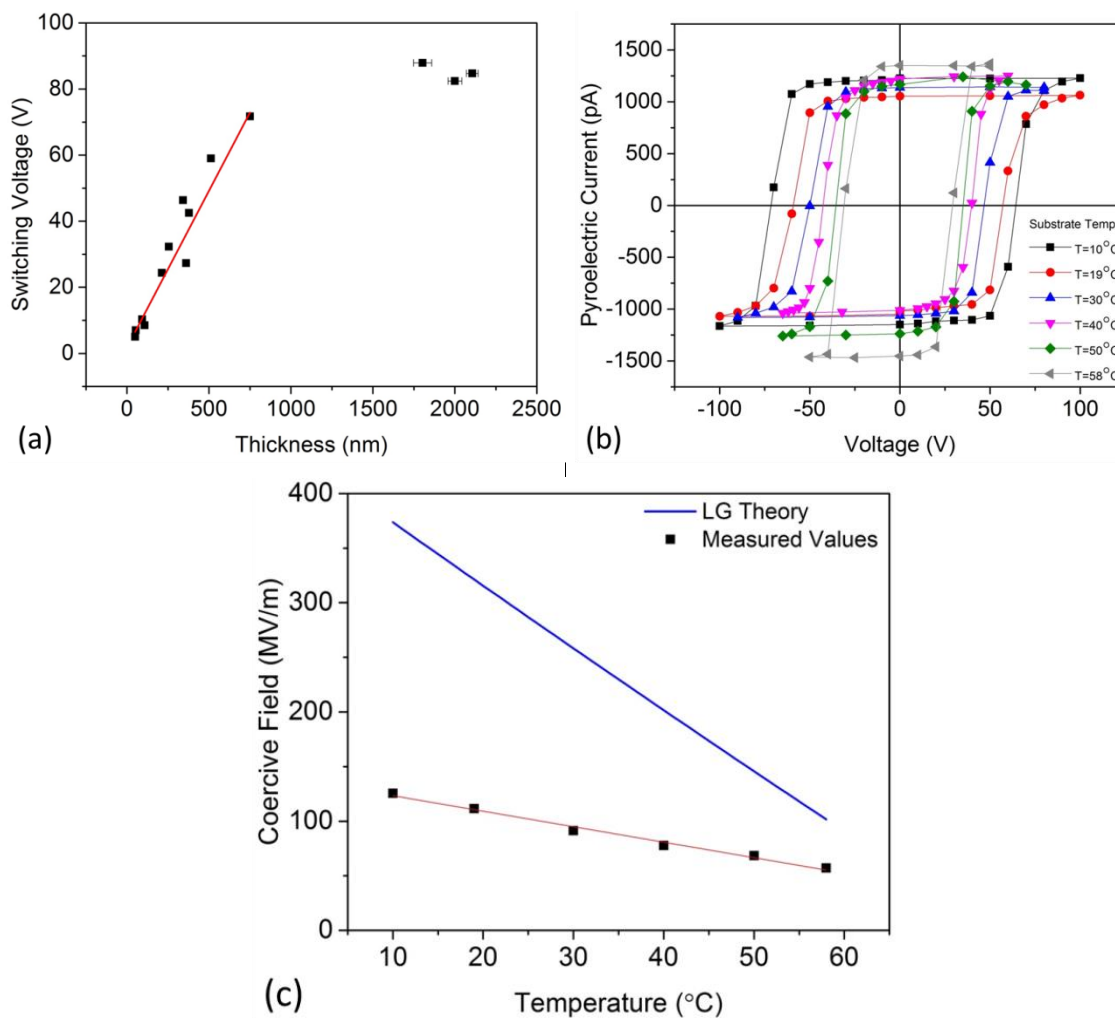 100
80
60
40
20
0
Switching Voltage (V)
0 500 1000 1500 2000 2500
Thickness (nm)
(a)
1500
1000
500
0
-500
-1000
-1500
Pyroelectric Current (pA)
Substrate Temp
T=10°C
T=19°C
T=30°C
T=40°C
T=50°C
T=58°C
-100 -50 0 50 100
Voltage (V)
(b)
400
300
200
100
0
Coercive Field (MV/m)
LG Theory
Measured Values
10 20 30 40 50 60
Temperature (°C)
(c)